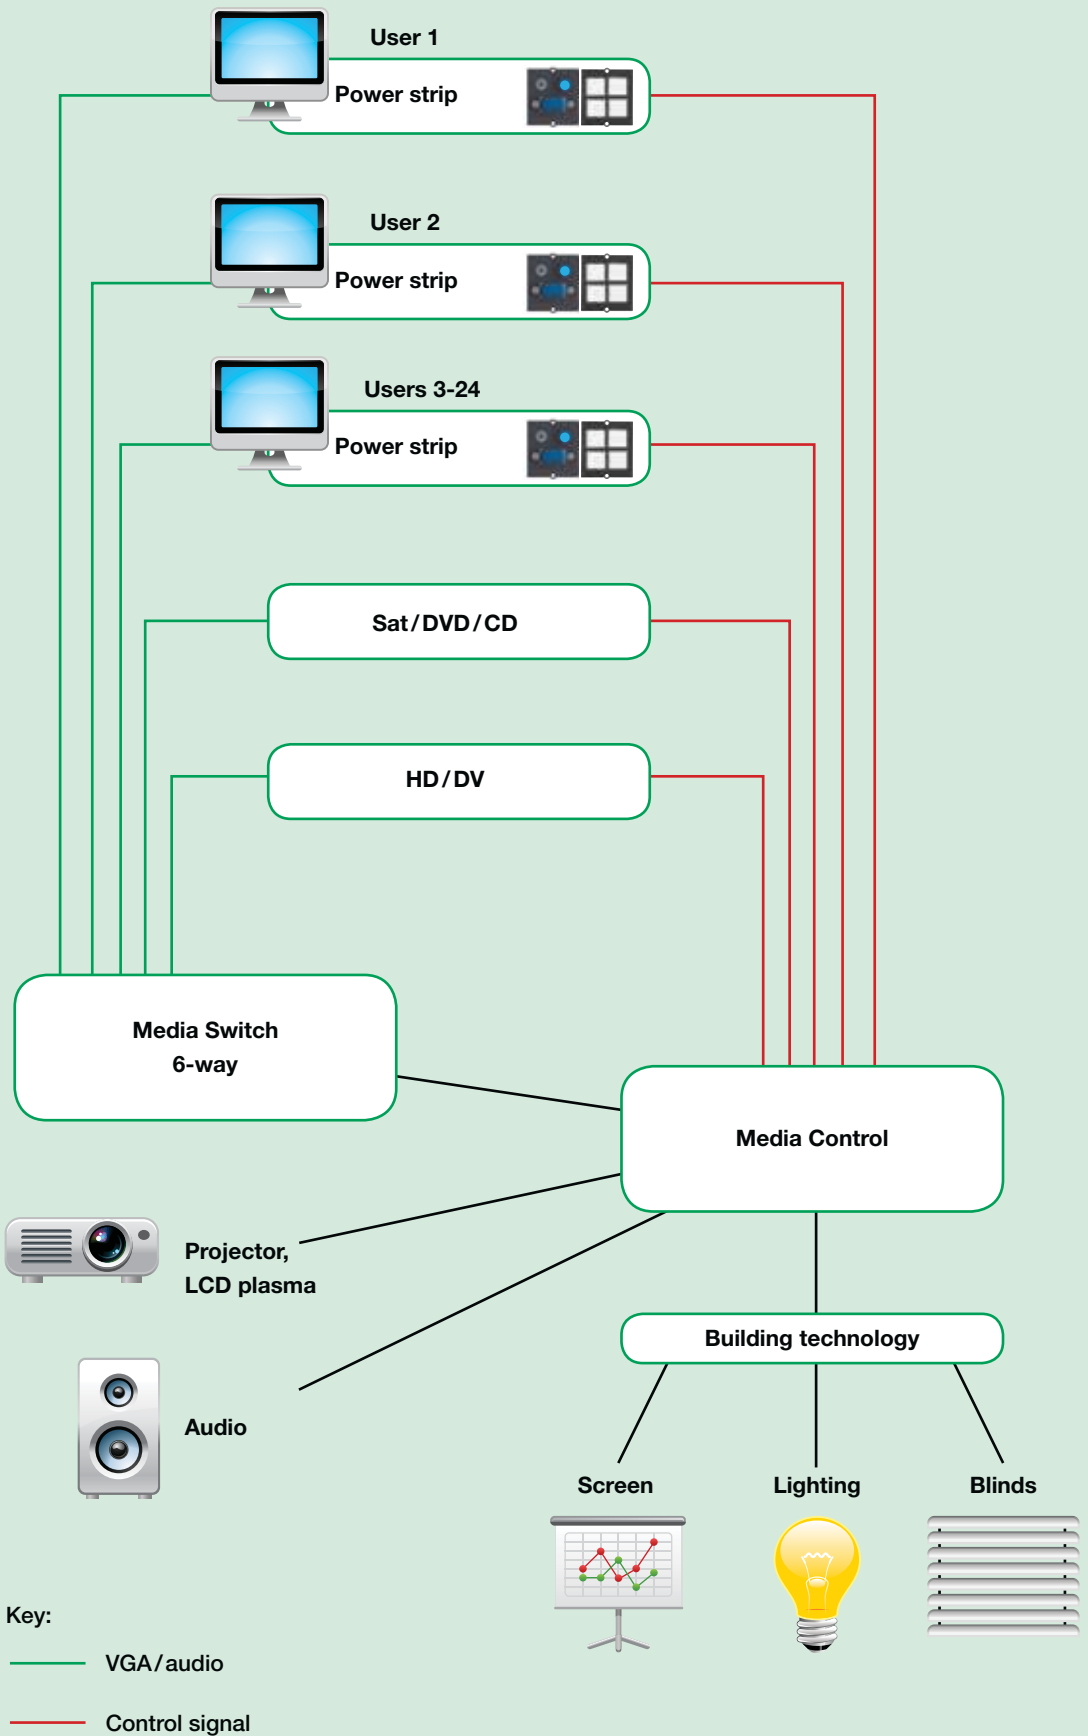 User 1
Power strip
User 2
Power strip
Users 3-24
Power strip
Sat/DVD/CD
HD/DV
Media Switch
6-way
Media Control
Projector,
LCD plasma
Building technology
Audio
Screen
Lighting
Blinds
Key:
VGA/audio
Control signal